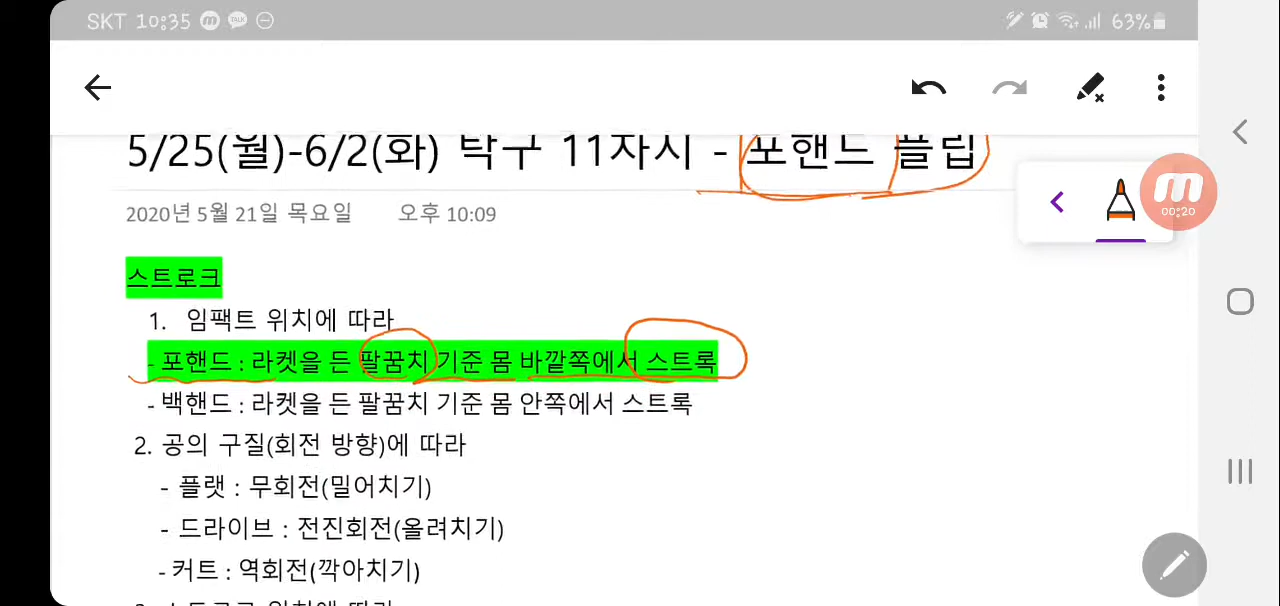 SKT 10:35 TALK 63%
5/25(월)-6/2(화) 탁구 11차시 - 포핸드 플립
2020년 5월 21일 목요일 오후 10:09
00:20
스트로크
1. 임팩트 위치에 따라
- 포핸드 : 라켓을 든 팔꿈치 기준 몸 바깥쪽에서 스트록
- 백핸드 : 라켓을 든 팔꿈치 기준 몸 안쪽에서 스트록
2. 공의 구질(회전 방향)에 따라
- 플랫 : 무회전(밀어치기)
- 드라이브 : 전진회전(올려치기)
- 커트 : 역회전(깍아치기)